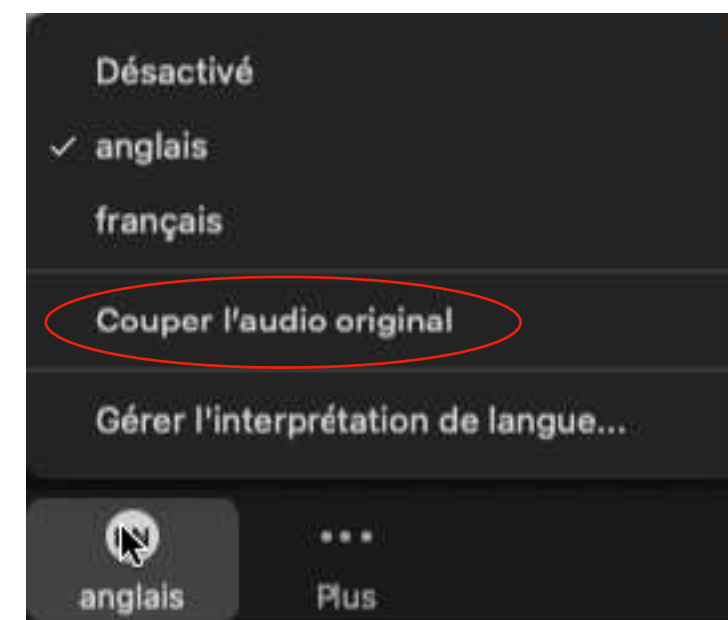 Désactivé
anglais
français
Couper l'audio original
Gérer l'interprétation de langue...
anglais
Plus